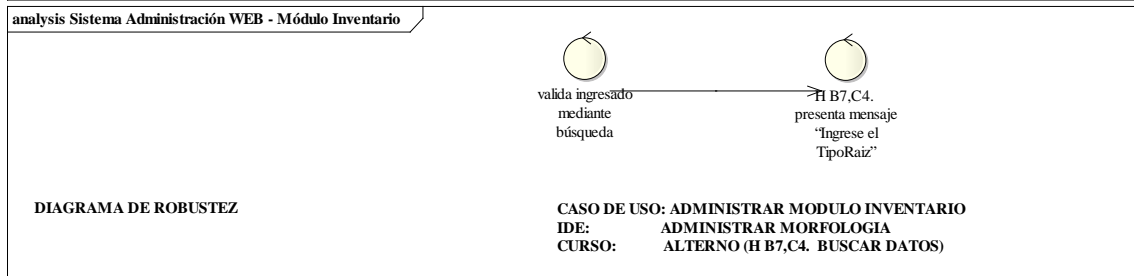 analysis Sistema Administración WEB - Módulo Inventario
valida ingresado
mediante
búsqueda
H B7,C4.
presenta mensaje
“Ingrese el
TipoRaiz”
DIAGRAMA DE ROBUSTEZ
CASO DE USO: ADMINISTRAR MODULO INVENTARIO
IDE: ADMINISTRAR MORFOLOGIA
CURSO: ALTERNO (H B7,C4. BUSCAR DATOS)